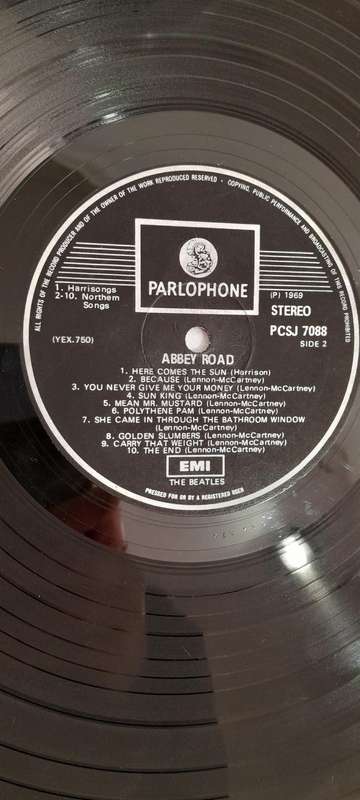 ALL RIGHTS OF THE RECORD PRODUCER AND OF THE OWNER OF THE WORK REPRODUCED RESERVED • COPYING, PUBLIC PERFORMANCE AND BROADCASTING OF THIS RECORD PROHIBITED
PARLOPHONE
1. Harrisongs
2-10. Northern
Songs
(P) 1969
STEREO
PCSJ 7088
SIDE 2
(YEX.750)
ABBEY ROAD
1. HERE COMES THE SUN (Harrison)
2. BECAUSE (Lennon-McCartney)
3. YOU NEVER GIVE ME YOUR MONEY (Lennon-McCartney)
4. SUN KING (Lennon-McCartney)
5. MEAN MR. MUSTARD (Lennon-McCartney)
6. POLYTHENE PAM (Lennon-McCartney)
7. SHE CAME IN THROUGH THE BATHROOM WINDOW
(Lennon-McCartney)
8. GOLDEN SLUMBERS (Lennon-McCartney)
9. CARRY THAT WEIGHT (Lennon-McCartney)
10. THE END (Lennon-McCartney)
EMI
THE BEATLES
PRESSED FOR OR BY A REGISTERED USER